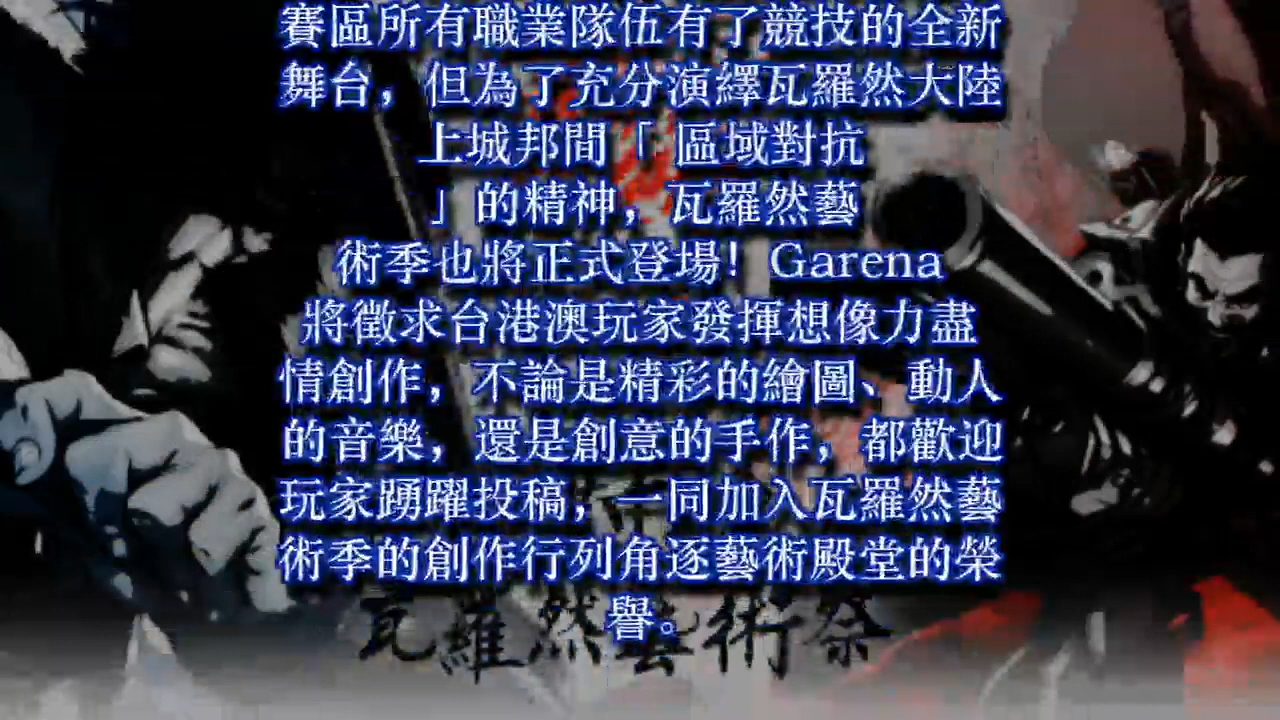 賽區所有職業隊伍有了競技的全新
舞台，但為了充分演繹瓦羅然大陸
上城邦間「 區域對抗
」的精神，瓦羅然藝
術季也將正式登場！Garena
將徵求台港澳玩家發揮想像力盡
情創作，不論是精彩的繪圖、動人
的音樂，還是創意的手作，都歡迎
玩家踴躍投稿，一同加入瓦羅然藝
術季的創作行列角逐藝術殿堂的榮
譽。
瓦羅然藝術祭